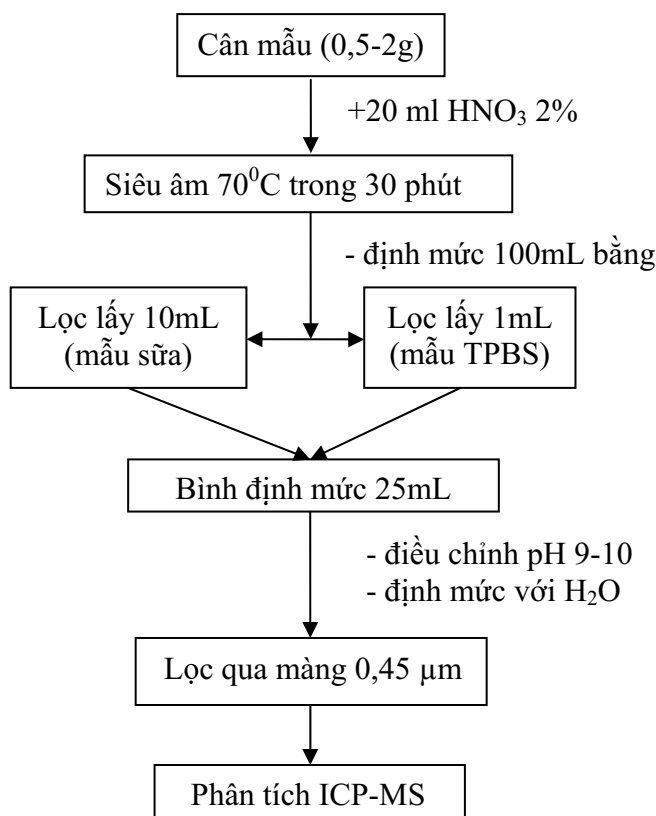 Cân mẫu (0,5-2g)
+20 ml HNO₃ 2%
Siêu âm 70⁰C trong 30 phút
- định mức 100mL bằng
Lọc lấy 10mL
(mẫu sữa)
Lọc lấy 1mL
(mẫu TPBS)
Bình định mức 25mL
- điều chỉnh pH 9-10
- định mức với H₂O
Lọc qua màng 0,45 µm
Phân tích ICP-MS